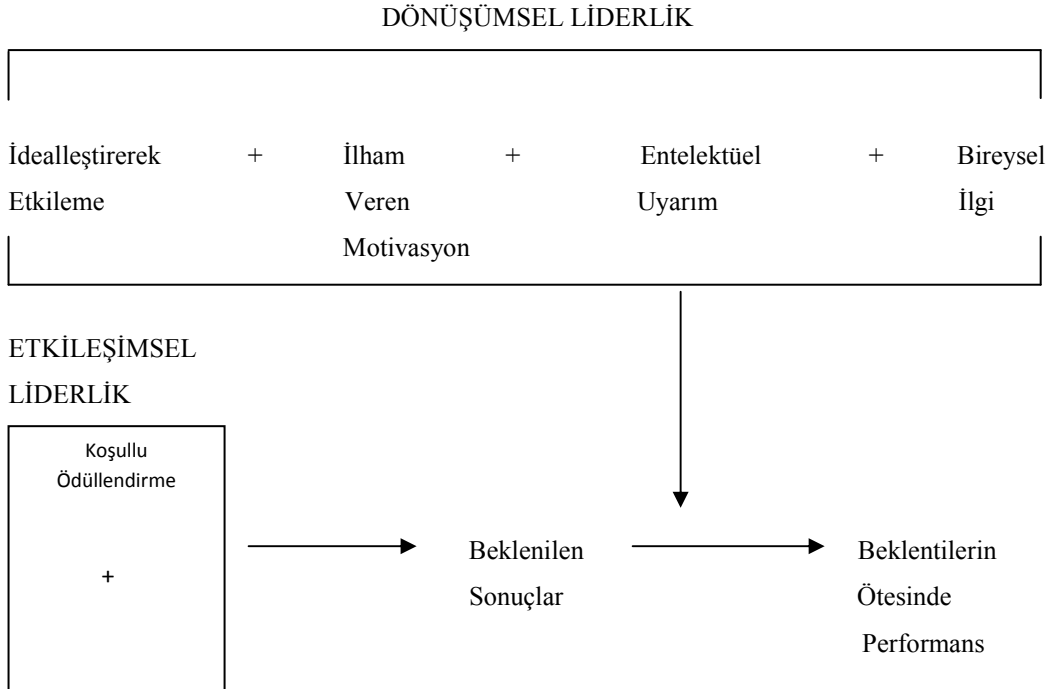 DÖNÜŞÜMSEL LİDERLİK
İdealleştirerek + İlham + Entelektüel + Bireysel
Etkileme Veren Uyarım İlgi
Motivasyon
ETKİLEŞİMSEL
LİDERLİK
Koşullu
Ödüllendirme
+
Beklenilen Beklentilerin
Sonuçlar Ötesinde
Performans